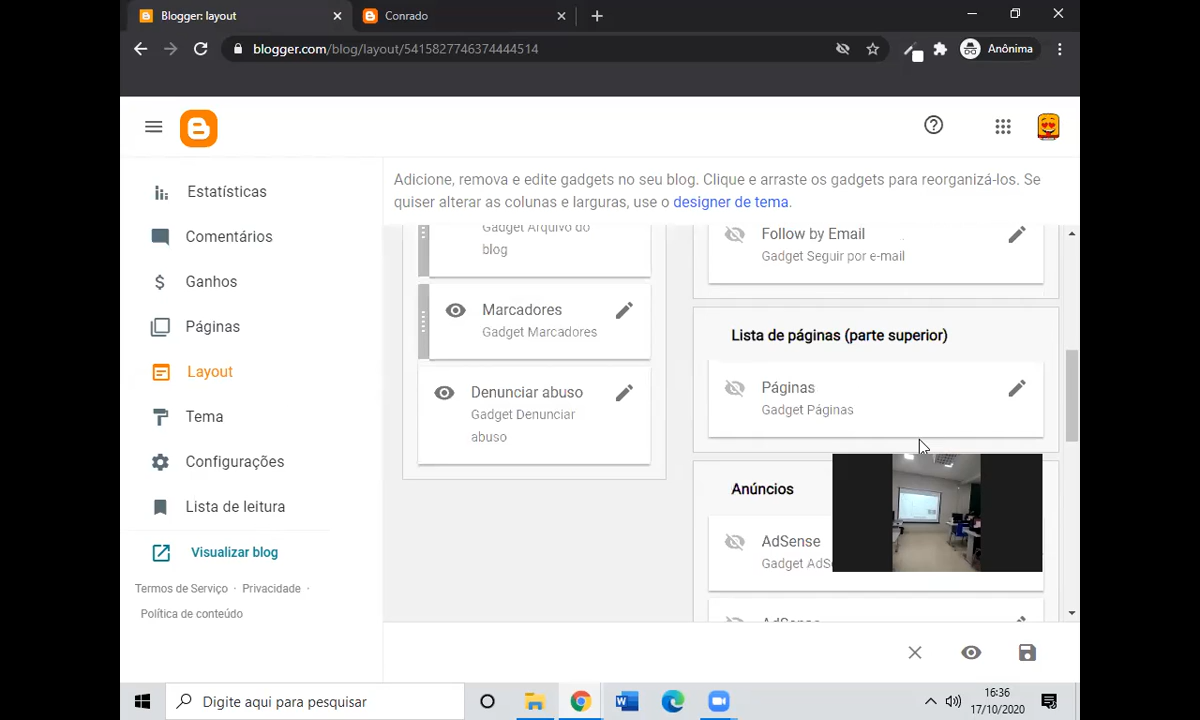 Blogger: layout
Conrado
blogger.com/blog/layout/5415827746374444514
Anônima
Estatísticas
Comentários
Ganhos
Páginas
Layout
Tema
Configurações
Lista de leitura
Visualizar blog
Termos de Serviço · Privacidade ·
Política de conteúdo
Adicione, remova e edite gadgets no seu blog. Clique e arraste os gadgets para reorganizá-los. Se
quiser alterar as colunas e larguras, use o designer de tema.
Gadget Arquivo do
blog
Marcadores
Gadget Marcadores
Denunciar abuso
Gadget Denunciar
abuso
Follow by Email
Gadget Seguir por e-mail
Lista de páginas (parte superior)
Páginas
Gadget Páginas
Anúncios
AdSense
Gadget AdS
AdSense
Digite aqui para pesquisar
16:36
17/10/2020